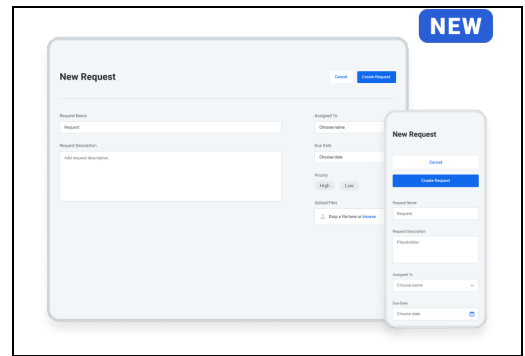 NEW
New Request
Cancel
Create Request
Request Name
Request
Request Description
Add request description
Assigned To
Choose name
Due Date
Choose date
Priority
High Low
Upload Files
Drop a file here or browse
New Request
Cancel
Create Request
Request Name
Request
Request Description
Placeholder
Assigned To
Choose name
Due Date
Choose date